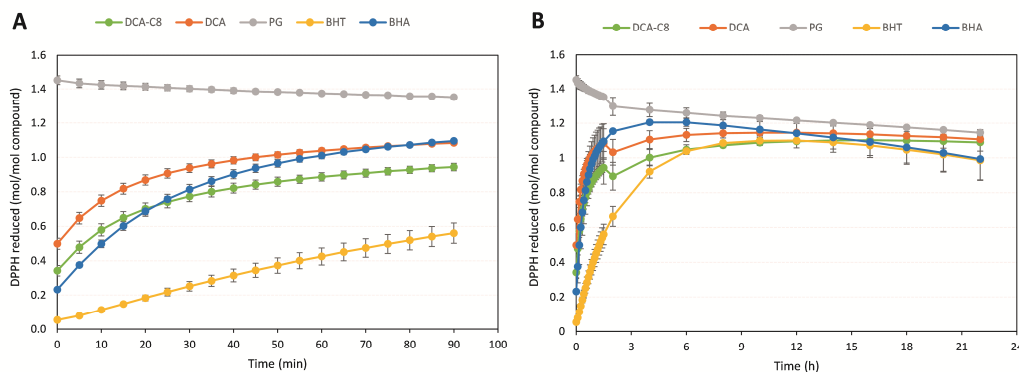 A
DCA-C8 DCA PG BHT BHA
DPPH reduced (mol/mol compound)
1.6
1.4
1.2
1.0
0.8
0.6
0.4
0.2
0.0
0 10 20 30 40 50 60 70 80 90 100
Time (min)
B
DCA-C8 DCA PG BHT BHA
DPPH reduced (mol/mol compound)
1.6
1.4
1.2
1
0.8
0.6
0.4
0.2
0
0 3 6 9 12 15 18 21 24
Time (h)